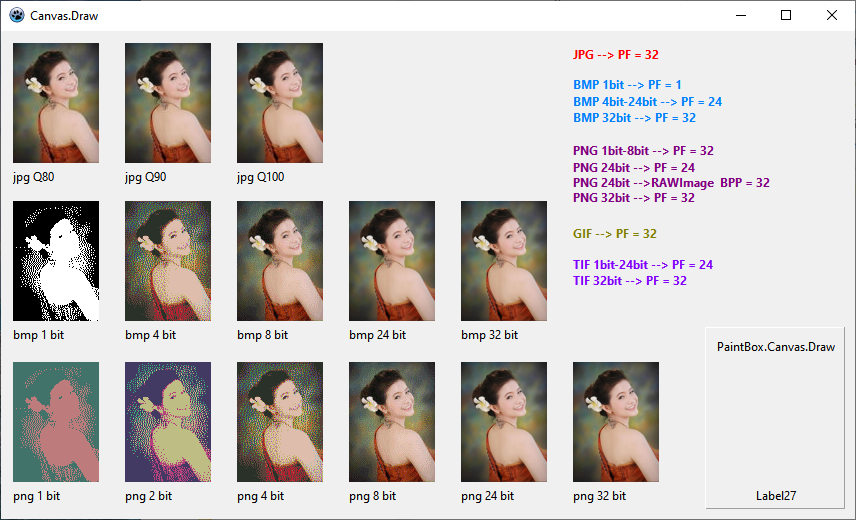 Canvas.Draw
JPG --> PF = 32
BMP 1bit --> PF = 1
BMP 4bit-24bit --> PF = 24
BMP 32bit --> PF = 32
PNG 1bit-8bit --> PF = 32
PNG 24bit --> PF = 24
PNG 24bit -->RAWImage  BPP = 32
PNG 32bit --> PF = 32
GIF --> PF = 32
TIF 1bit-24bit --> PF = 24
TIF 32bit --> PF = 32
jpg Q80
jpg Q90
jpg Q100
bmp 1 bit
bmp 4 bit
bmp 8 bit
bmp 24 bit
bmp 32 bit
PaintBox.Canvas.Draw
png 1 bit
png 2 bit
png 4 bit
png 8 bit
png 24 bit
png 32 bit
Label27